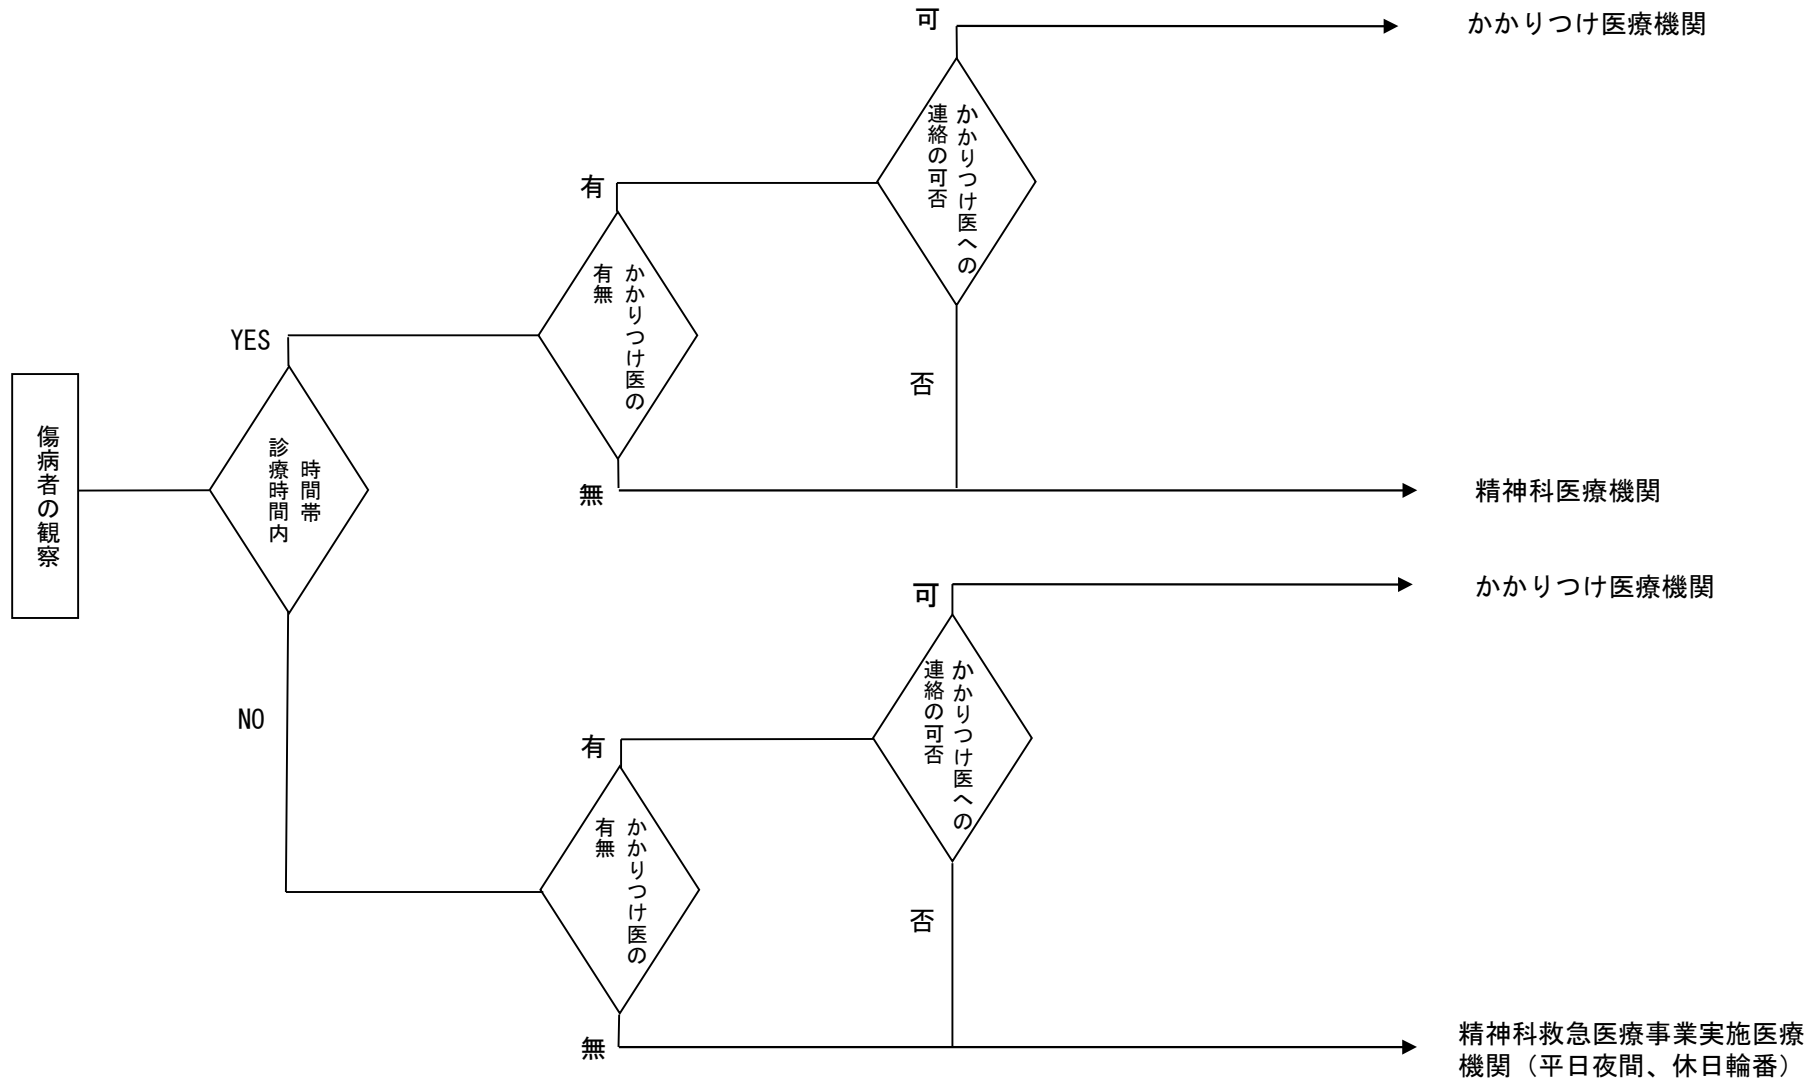 傷病者の観察
時間帯
診療時間内
YES
NO
かかりつけ医の
有無
有
無
かかりつけ医への
連絡の可否
可
否
かかりつけ医療機関
精神科医療機関
かかりつけ医の
有無
有
無
かかりつけ医への
連絡の可否
可
否
かかりつけ医療機関
精神科救急医療事業実施医療
機関（平日夜間、休日輪番）